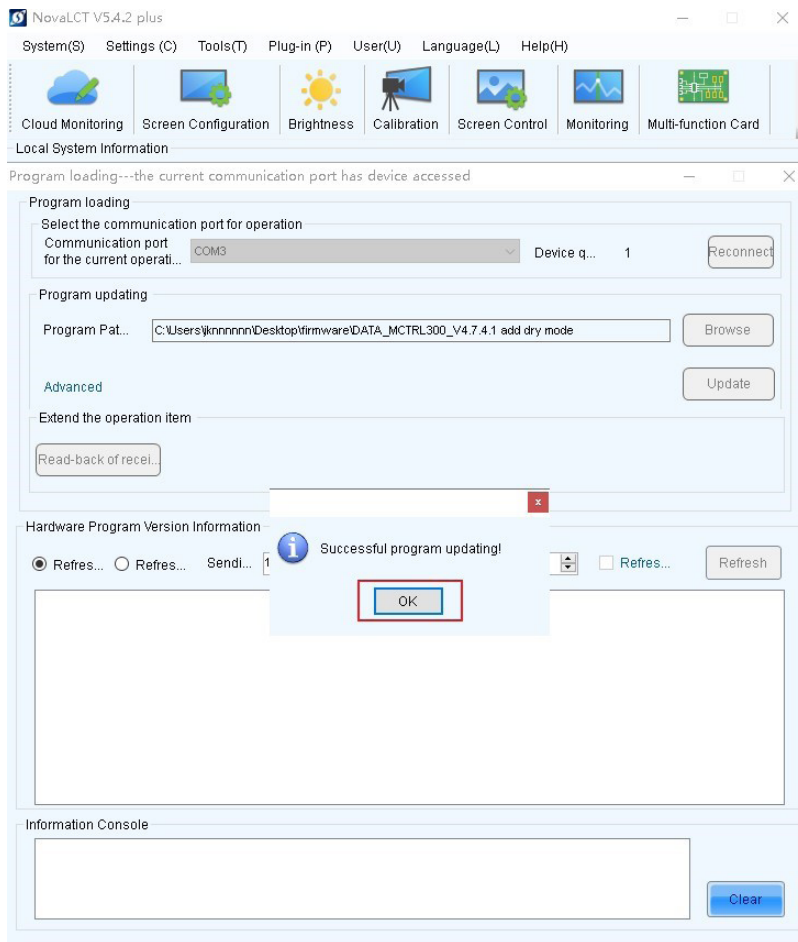 NovaLCT V5.4.2 plus
System(S) Settings (C) Tools(T) Plug-in (P) User(U) Language(L) Help(H)
Cloud Monitoring Screen Configuration Brightness Calibration Screen Control Monitoring Multi-function Card
Local System Information
Program loading---the current communication port has device accessed
Program loading
Select the communication port for operation
Communication port
for the current operati... COM3 Device q... 1 Reconnect
Program updating
Program Pat... C:\Users\jknnnnnn\Desktop\firmware\DATA_MCTRL300_V4.7.4.1 add dry mode Browse
Advanced Update
Extend the operation item
Read-back of recei...
Hardware Program Version Information
x
Successful program updating!
Refres... Refres... Sendi... 1 Refres... Refresh
OK
Information Console
Clear